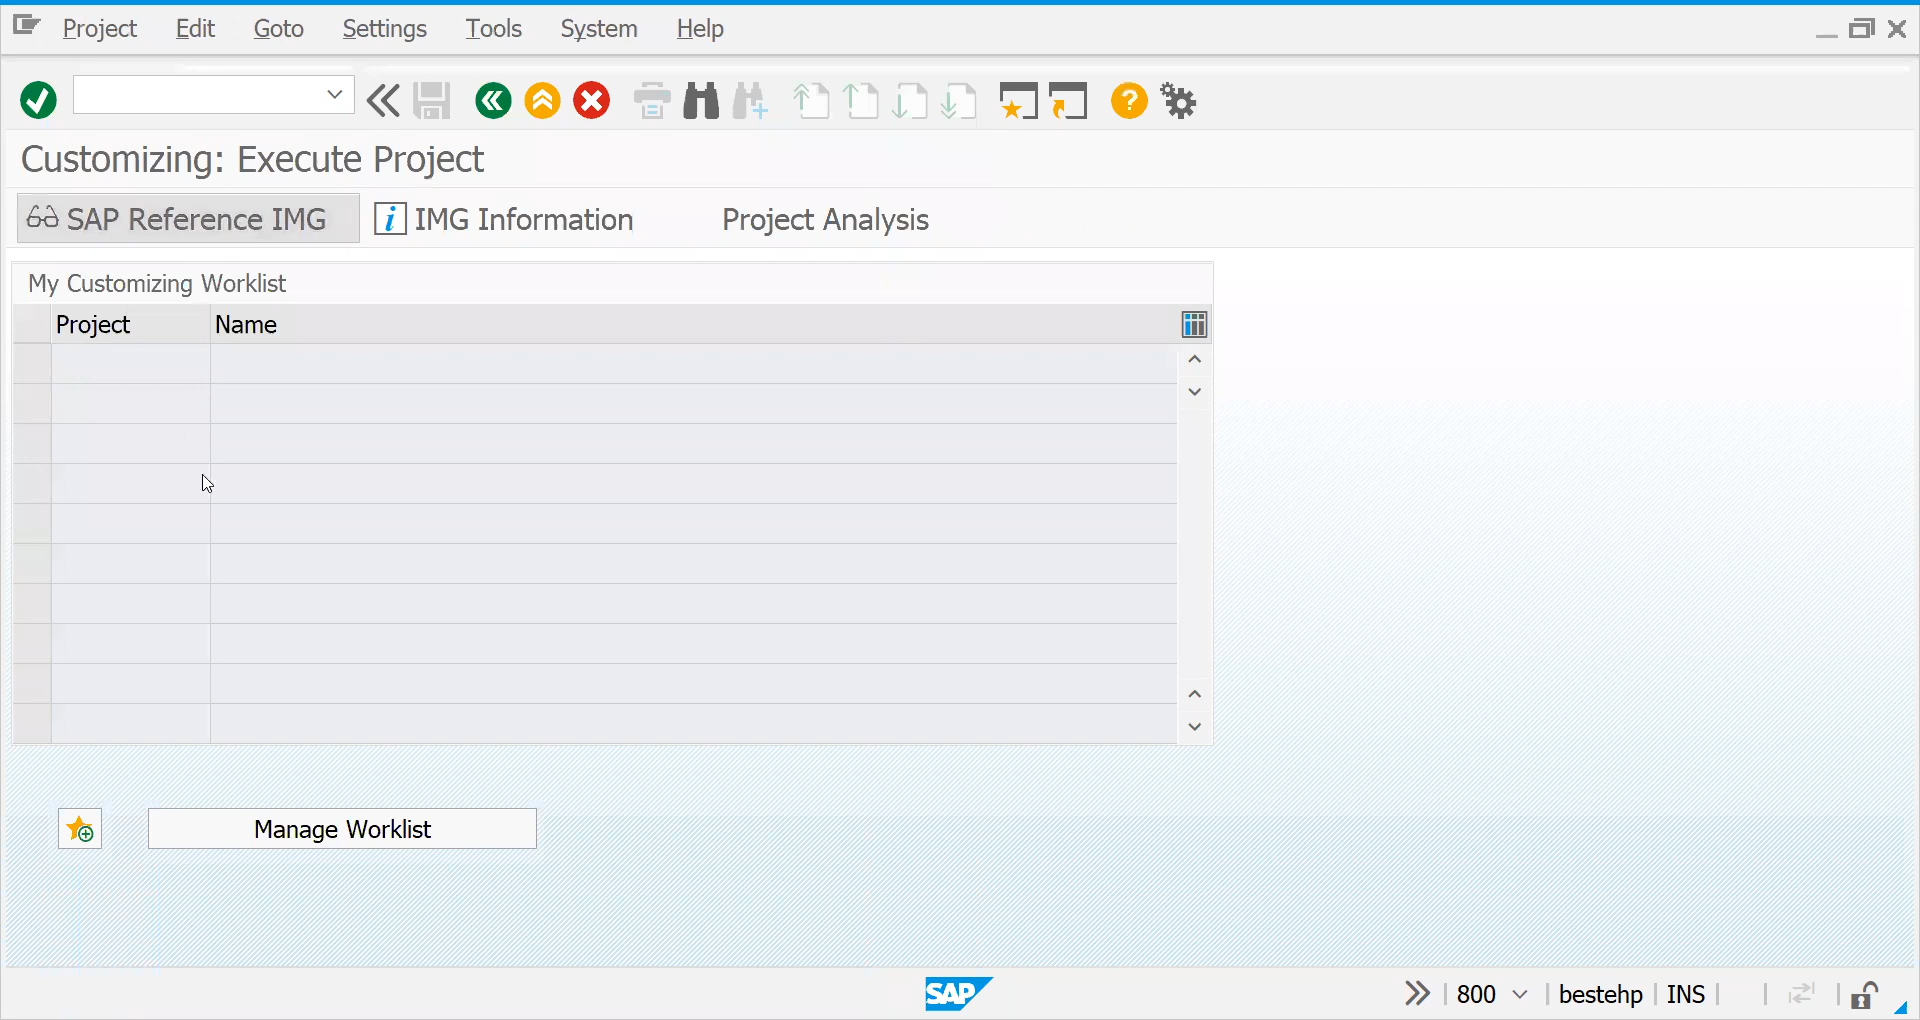 Project Edit Goto Settings Tools System Help
Customizing: Execute Project
SAP Reference IMG i IMG Information Project Analysis
My Customizing Worklist
Project Name
Manage Worklist
SAP 800 bestehp INS